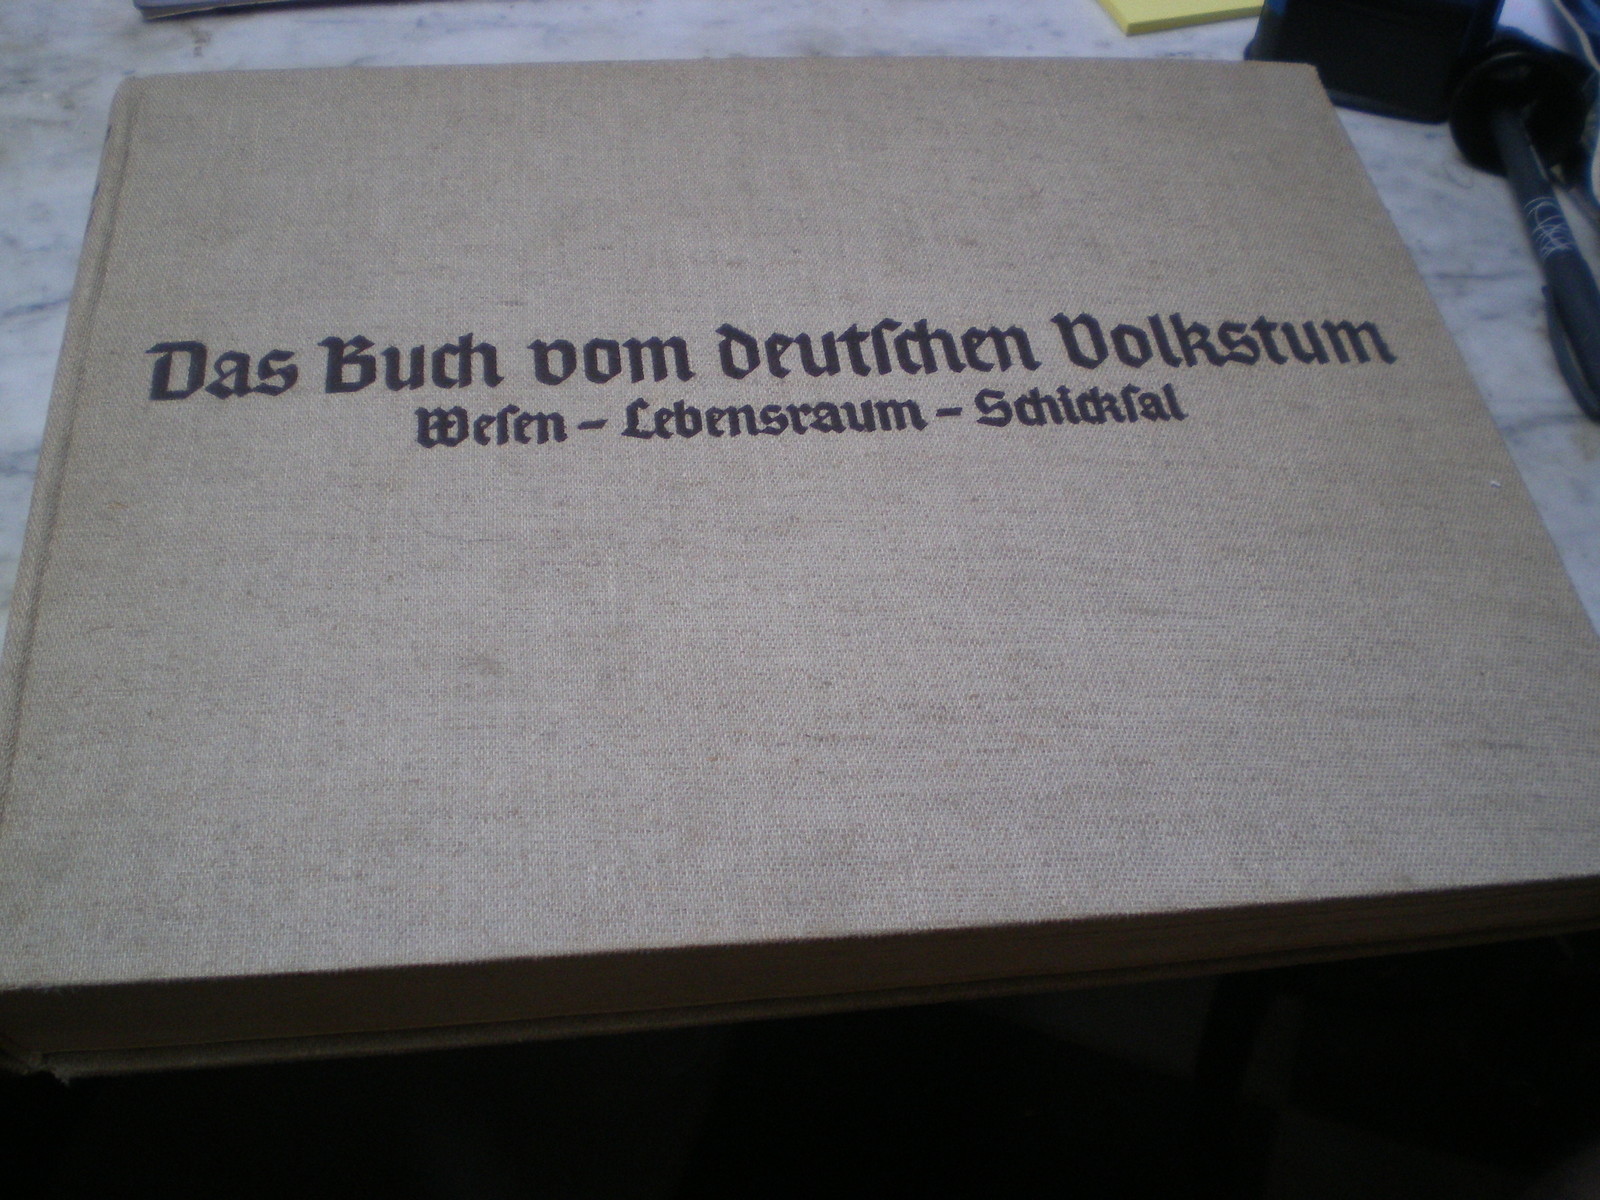 Das Buch vom deutſchen Volkstum
Weſen - Lebensraum - Schickſal